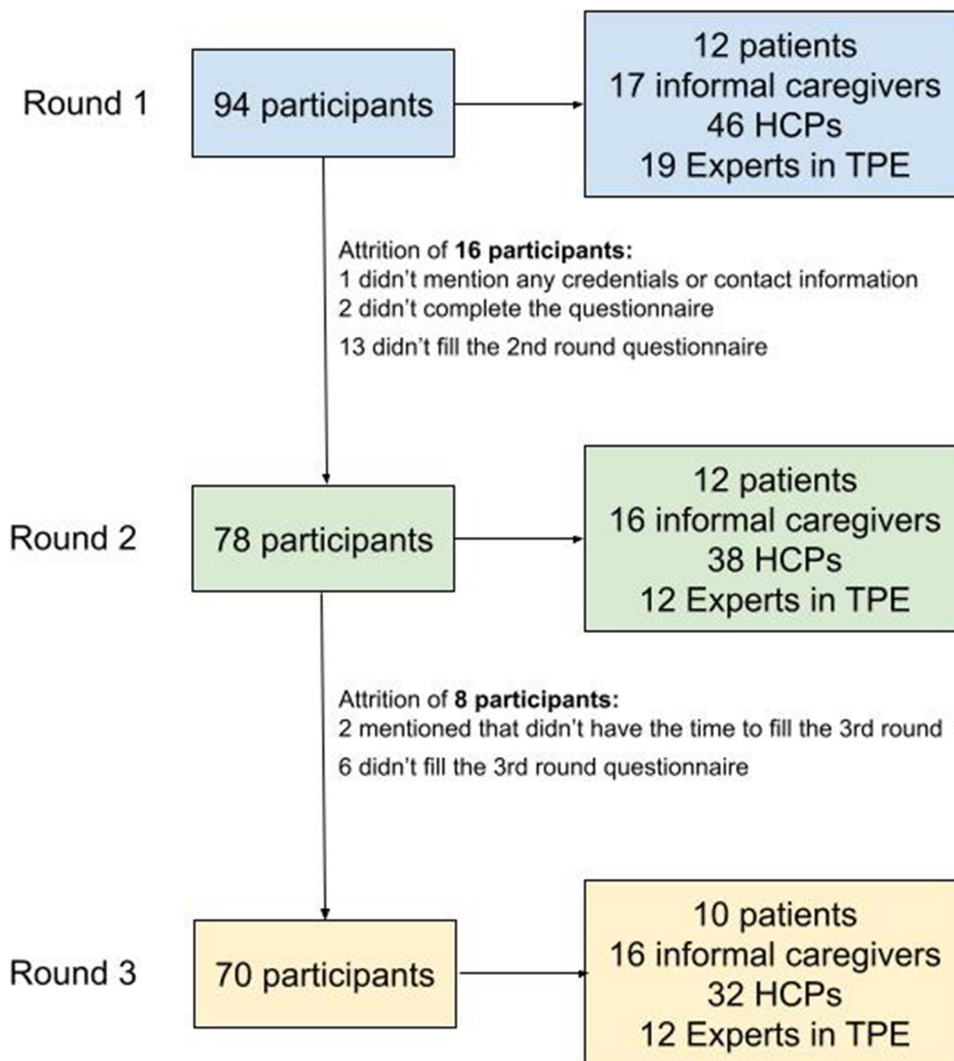 Round 1
94 participants
12 patients
17 informal caregivers
46 HCPs
19 Experts in TPE
Attrition of 16 participants:
1 didn’t mention any credentials or contact information
2 didn’t complete the questionnaire
13 didn’t fill the 2nd round questionnaire
Round 2
78 participants
12 patients
16 informal caregivers
38 HCPs
12 Experts in TPE
Attrition of 8 participants:
2 mentioned that didn’t have the time to fill the 3rd round
6 didn’t fill the 3rd round questionnaire
Round 3
70 participants
10 patients
16 informal caregivers
32 HCPs
12 Experts in TPE